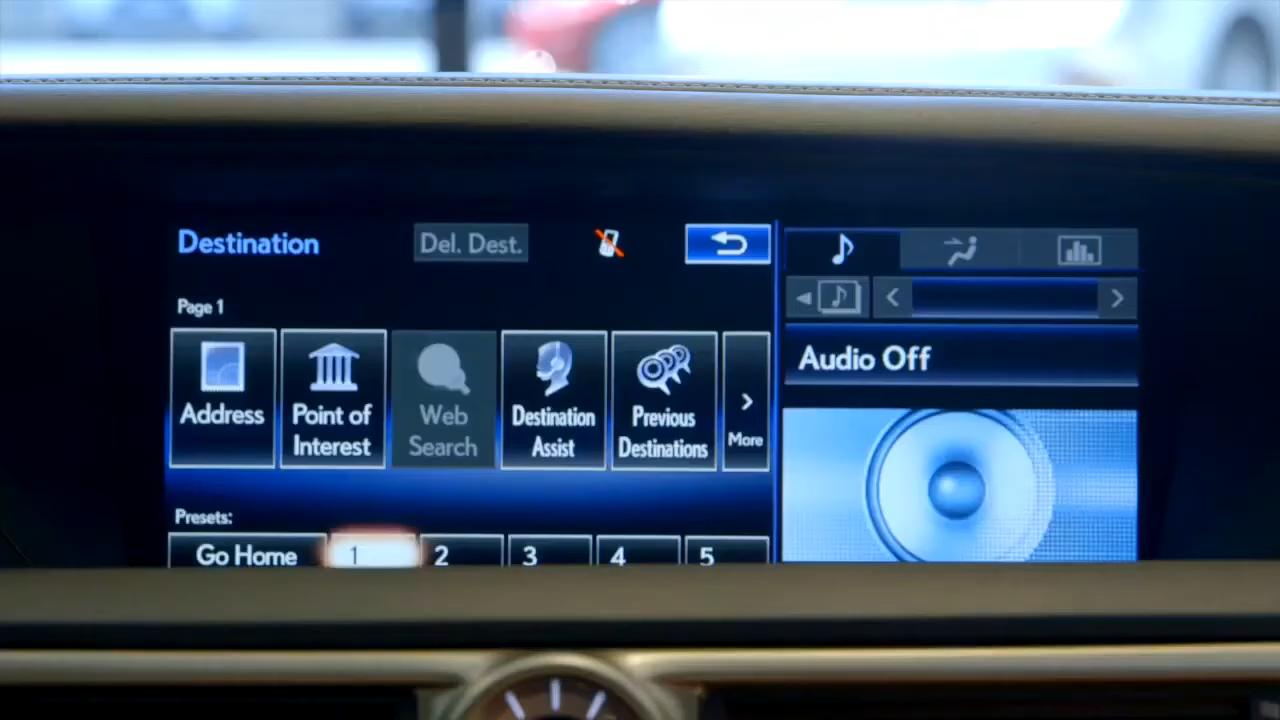 Destination
Del. Dest.
Page 1
Address
Point of
Interest
Web
Search
Destination
Assist
Previous
Destinations
More
Audio Off
Presets:
Go Home
1
2
3
4
5